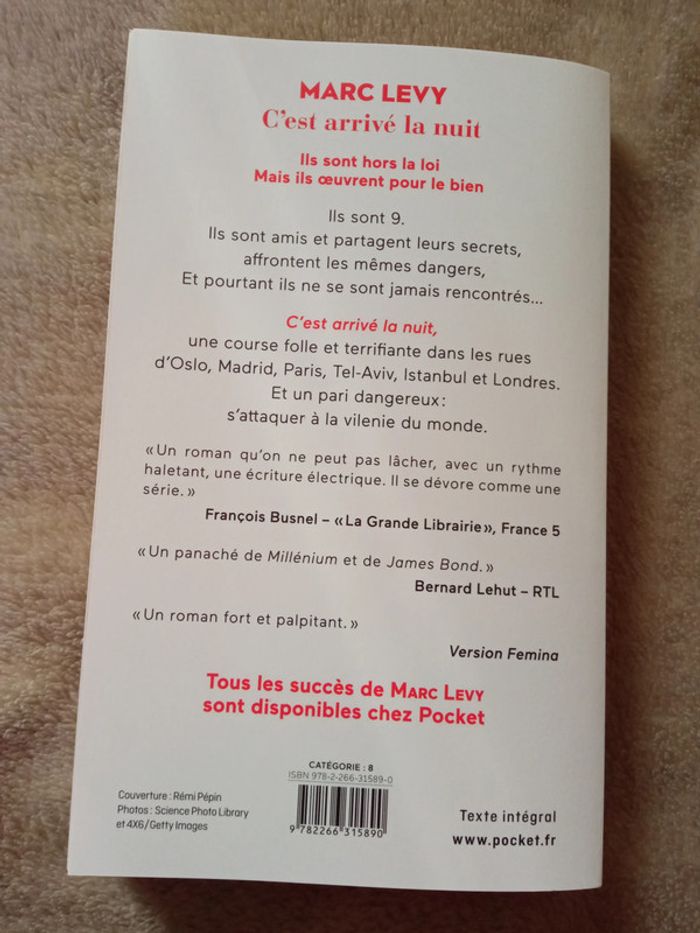 MARC LEVY
C'est arrivé la nuit
Ils sont hors la loi
Mais ils œuvrent pour le bien
Ils sont 9.
Ils sont amis et partagent leurs secrets,
affrontent les mêmes dangers,
Et pourtant ils ne se sont jamais rencontrés...
C'est arrivé la nuit,
une course folle et terrifiante dans les rues
d'Oslo, Madrid, Paris, Tel-Aviv, Istanbul et Londres.
Et un pari dangereux :
s'attaquer à la vilenie du monde.
« Un roman qu'on ne peut pas lâcher, avec un rythme
haletant, une écriture électrique. Il se dévore comme une
série. »
François Busnel – « La Grande Librairie », France 5
« Un panaché de Millénium et de James Bond. »
Bernard Lehut – RTL
« Un roman fort et palpitant. »
Version Femina
Tous les succès de MARC LEVY
sont disponibles chez Pocket
CATÉGORIE : 8
ISBN 978-2-266-31589-0
9 782266 315890
Couverture : Rémi Pépin
Photos : Science Photo Library
et 4X6/Getty Images
Texte intégral
www.pocket.fr